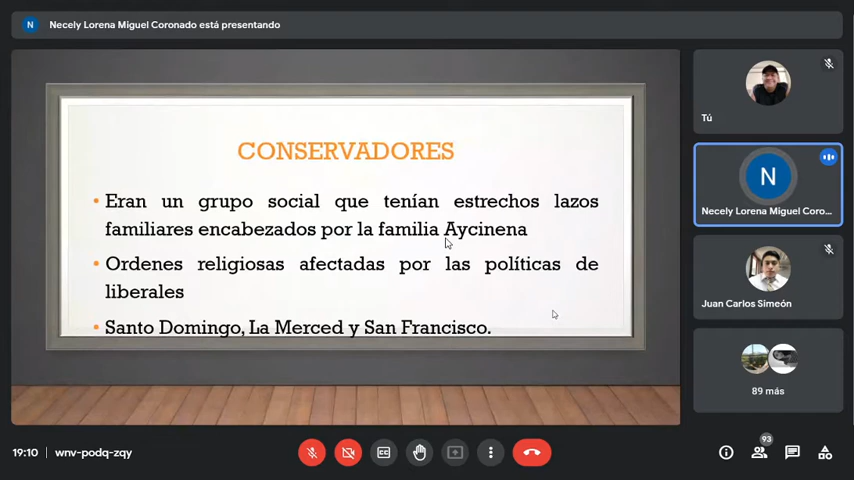 N Necely Lorena Miguel Coronado está presentando
CONSERVADORES
• Eran un grupo social que tenían estrechos lazos
familiares encabezados por la familia Aycinena
• Ordenes religiosas afectadas por las políticas de
liberales
• Santo Domingo, La Merced y San Francisco.
Tú
N
Necely Lorena Miguel Coro...
Juan Carlos Simeón
89 más
19:10 | wnv-podq-zqy
CC
93